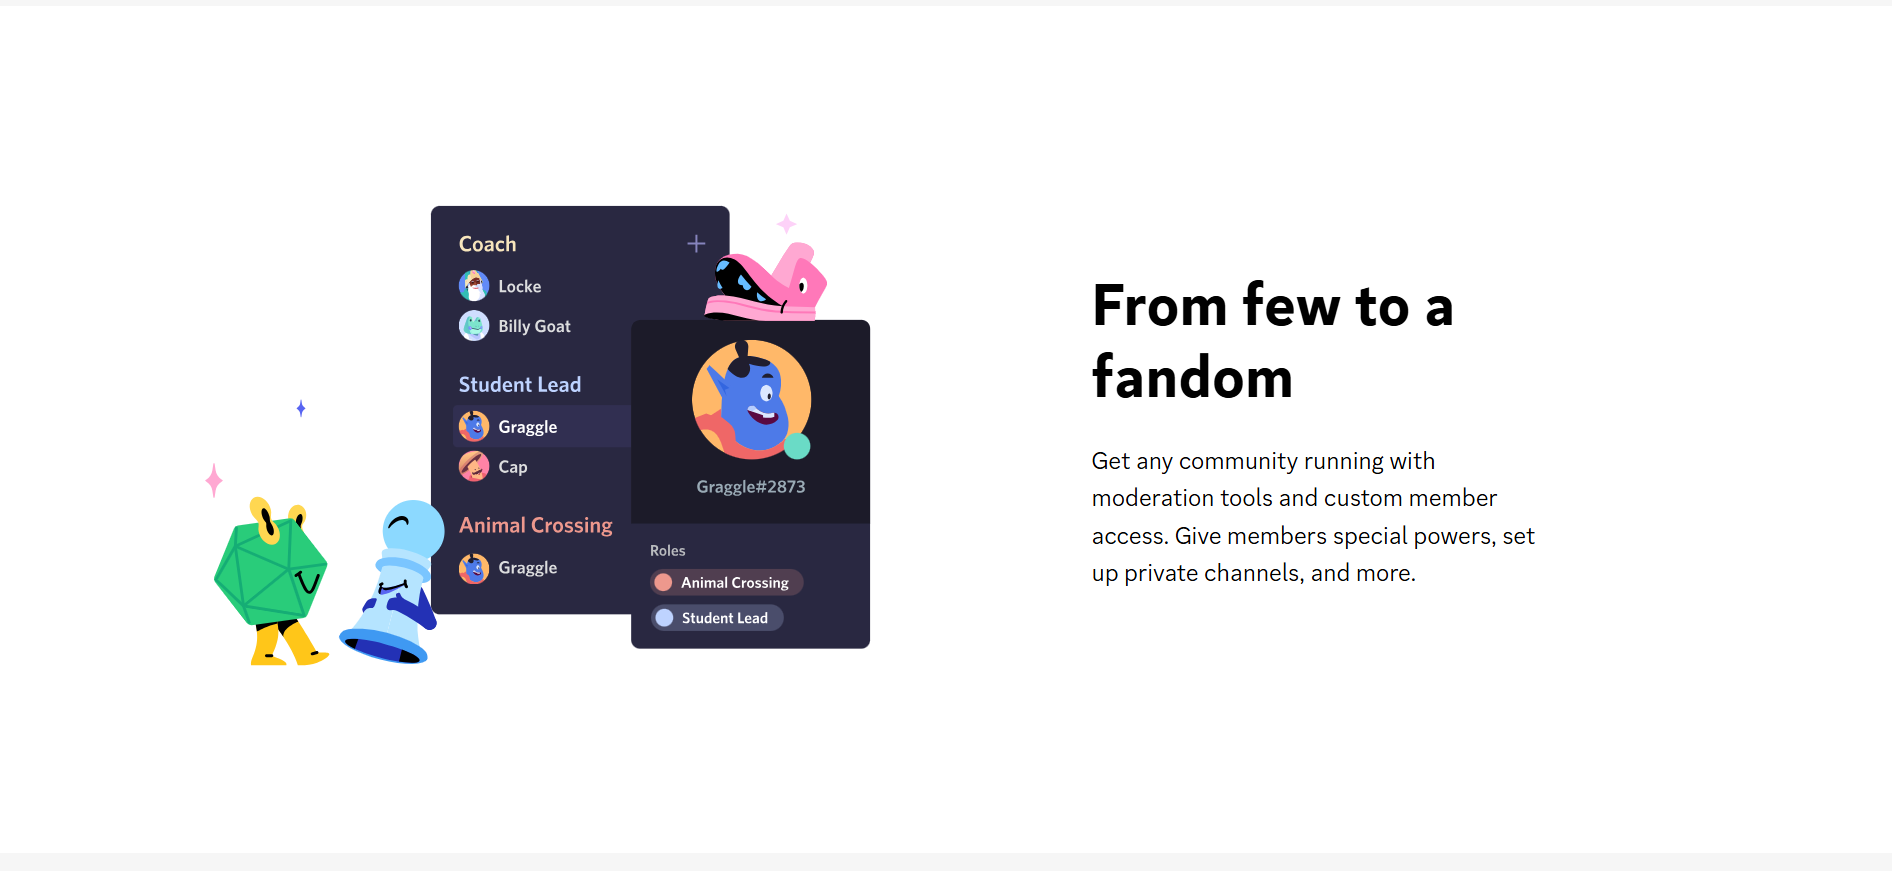 Coach
Locke
Billy Goat
Student Lead
Graggle
Cap
Animal Crossing
Graggle
Graggle#2873
Roles
Animal Crossing
Student Lead
From few to a
fandom
Get any community running with
moderation tools and custom member
access. Give members special powers, set
up private channels, and more.